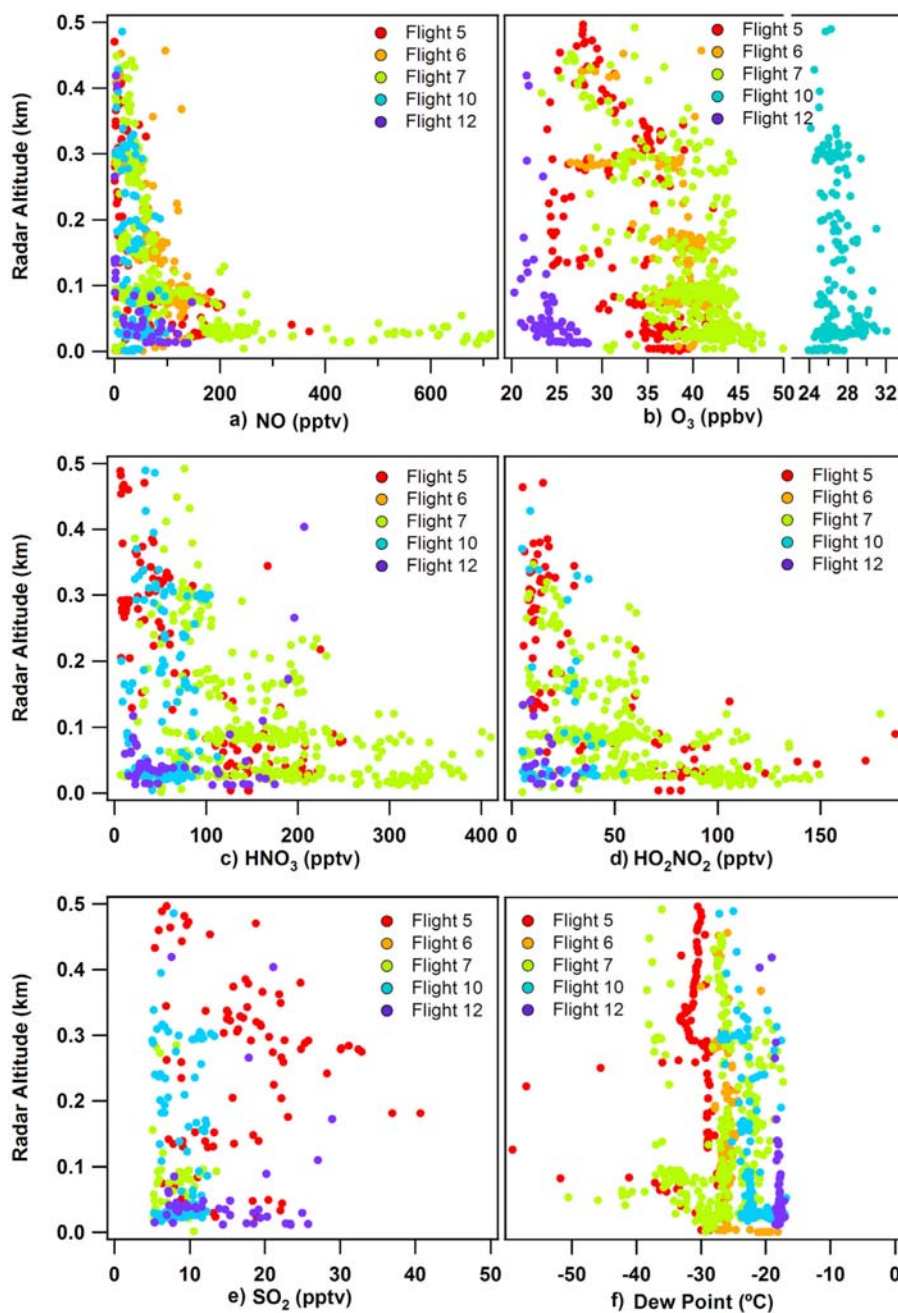 0.5
0.4
0.3
0.2
0.1
0.0
Radar Altitude (km)
Flight 5
Flight 6
Flight 7
Flight 10
Flight 12
0 200 400 600
a) NO (pptv)
Flight 5
Flight 6
Flight 7
Flight 10
Flight 12
20 25 30 35 40 45 50 24 28 32
b) O₃ (ppbv)
0.5
0.4
0.3
0.2
0.1
0.0
Radar Altitude (km)
Flight 5
Flight 6
Flight 7
Flight 10
Flight 12
0 100 200 300 400
c) HNO₃ (pptv)
Flight 5
Flight 6
Flight 7
Flight 10
Flight 12
0 50 100 150
d) HO₂NO₂ (pptv)
0.5
0.4
0.3
0.2
0.1
0.0
Radar Altitude (km)
Flight 5
Flight 6
Flight 7
Flight 10
Flight 12
0 10 20 30 40 50
e) SO₂ (pptv)
Flight 5
Flight 6
Flight 7
Flight 10
Flight 12
-50 -40 -30 -20 -10 0
f) Dew Point (ºC)